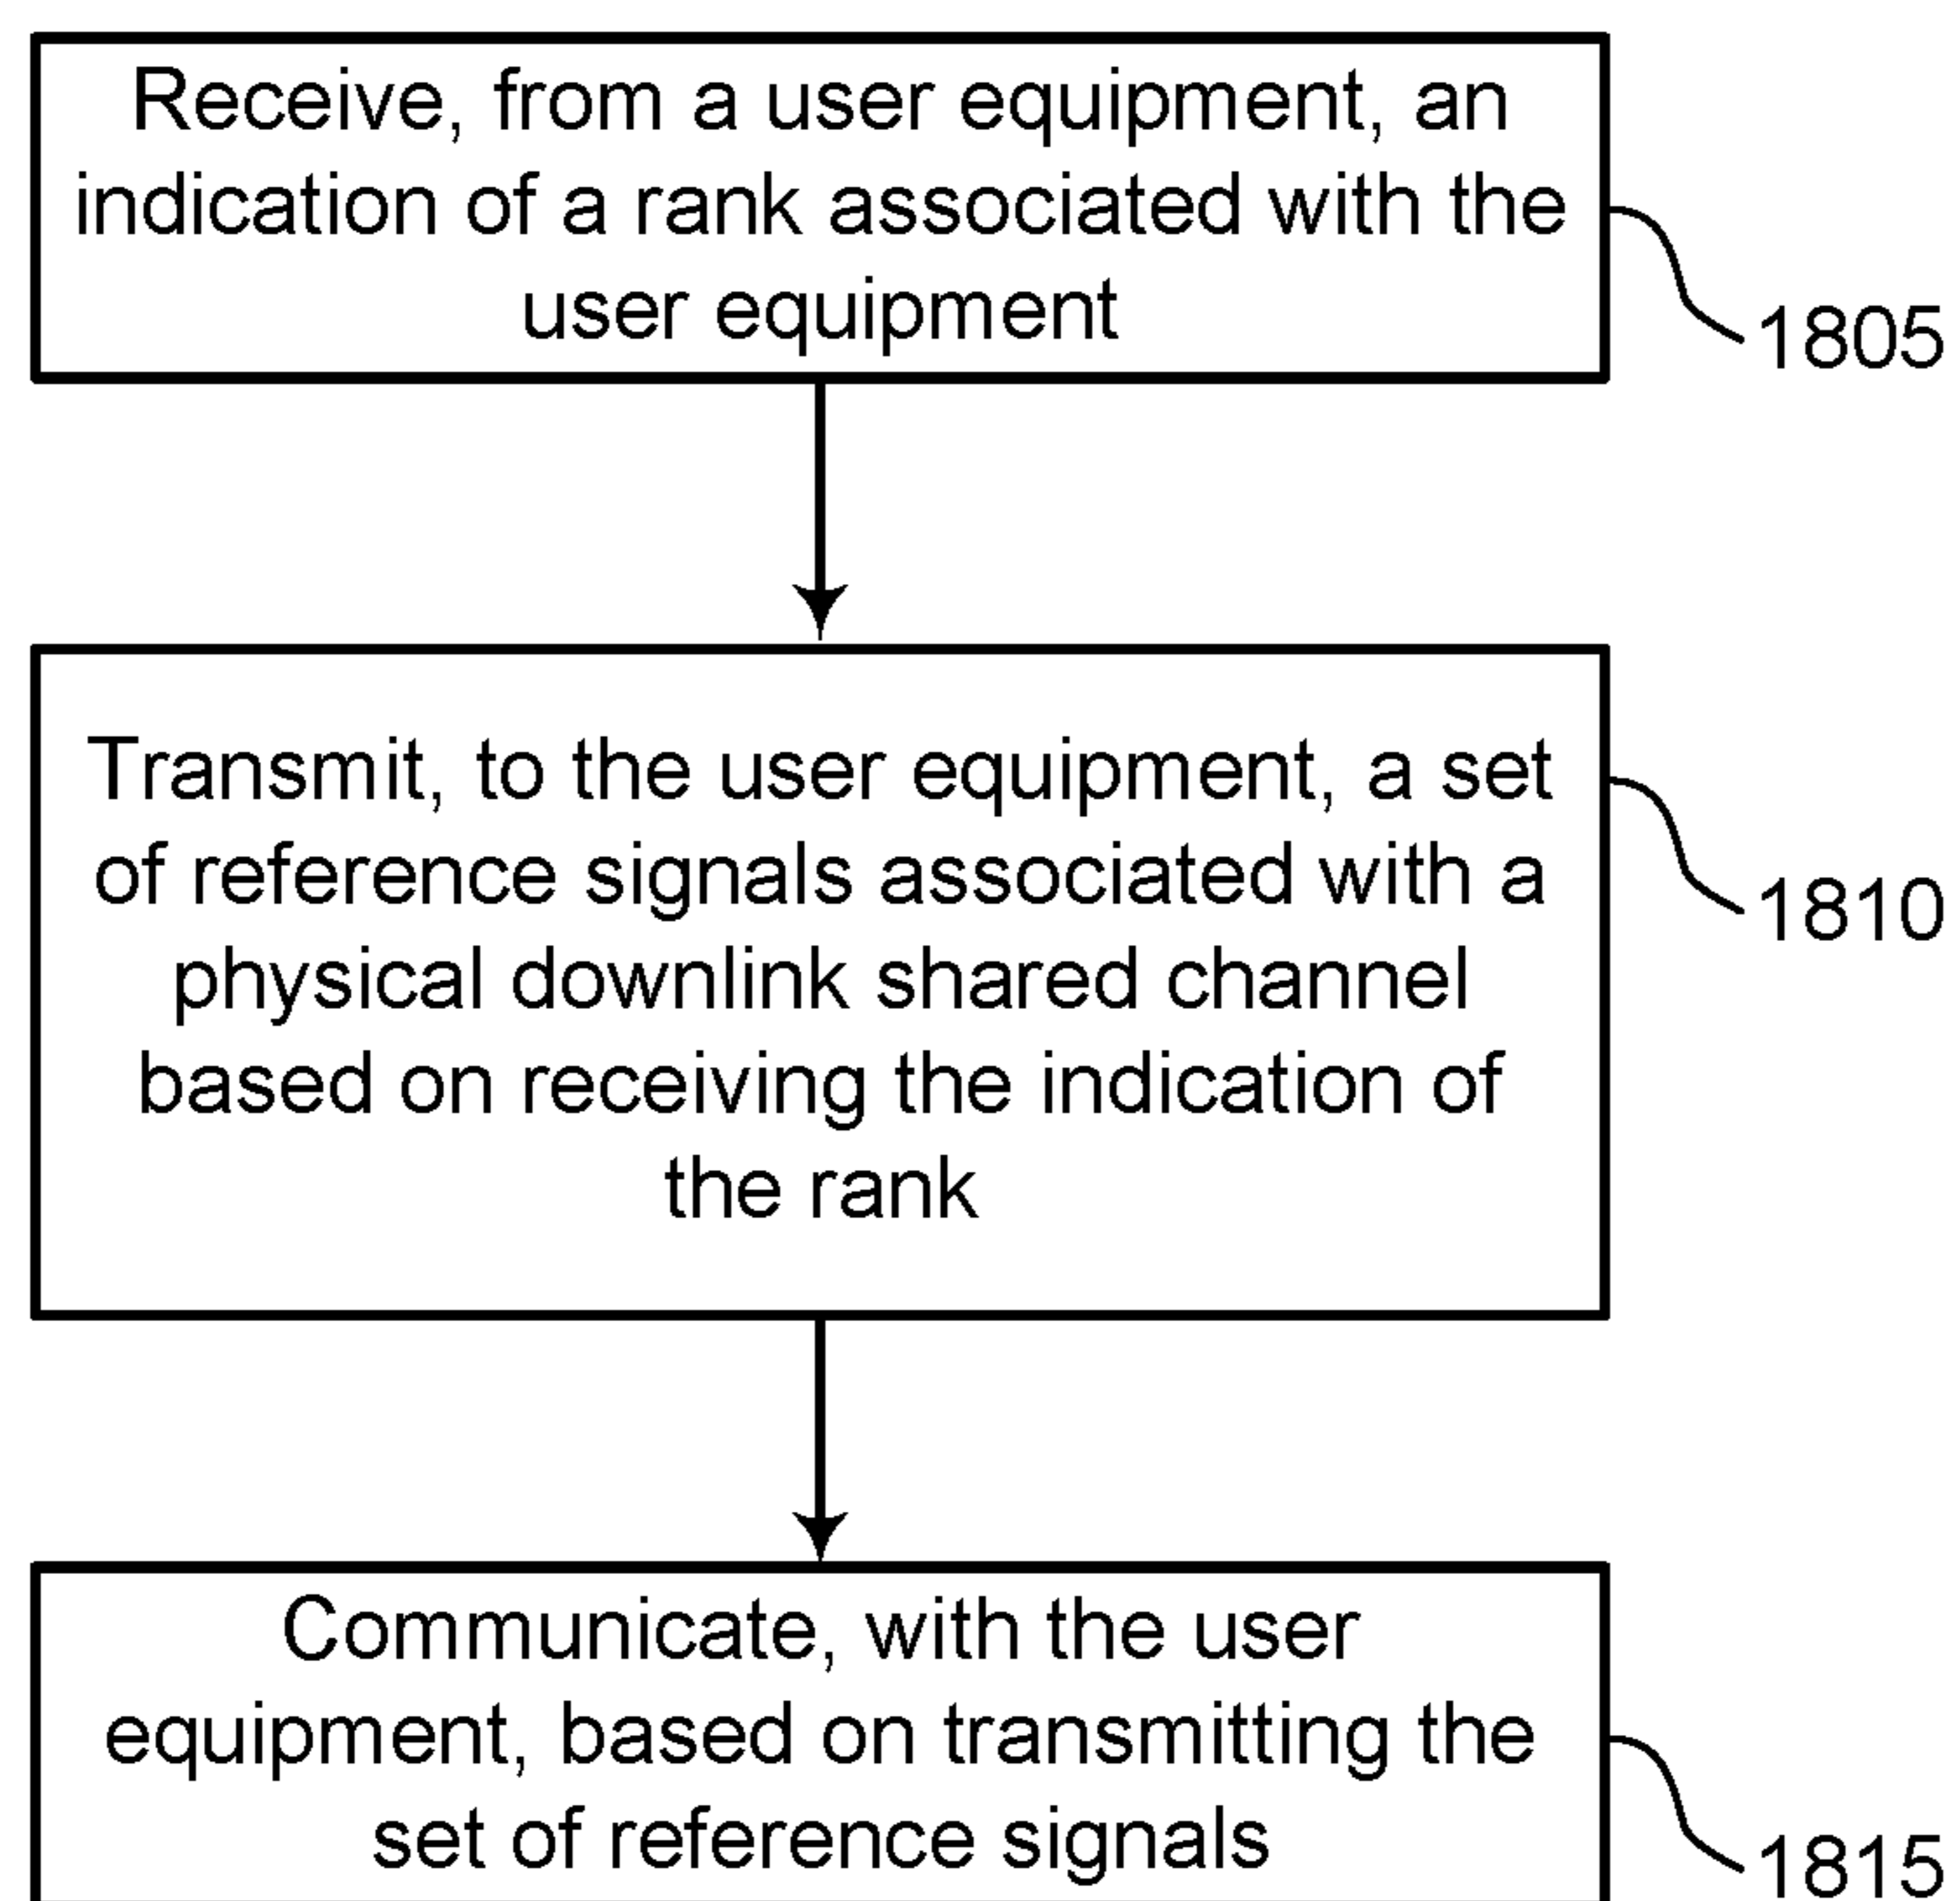 Receive, from a user equipment, an
indication of a rank associated with the
user equipment
1805
Transmit, to the user equipment, a set
of reference signals associated with a
physical downlink shared channel
based on receiving the indication of
the rank
1810
Communicate, with the user
equipment, based on transmitting the
set of reference signals
1815